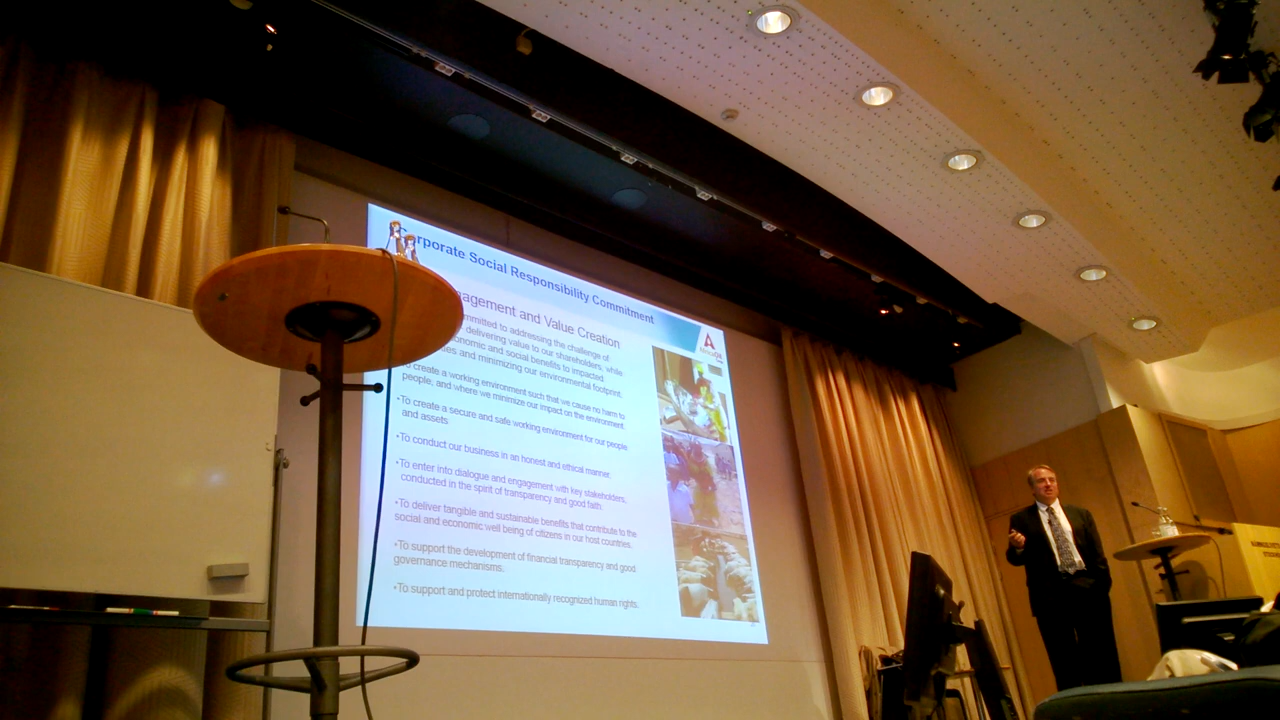 rporate Social Responsibility Commitment
agement and Value Creation
mmitted to addressing the challenge of
delivering value to our shareholders, while
onomic and social benefits to impacted
ies and minimizing our environmental footprint.
To create a working environment such that we cause no harm to
people, and where we minimize our impact on the environment.
•To create a secure and safe working environment for our people
and assets
•To conduct our business in an honest and ethical manner.
•To enter into dialogue and engagement with key stakeholders,
conducted in the spirit of transparency and good faith.
•To deliver tangible and sustainable benefits that contribute to the
social and economic well being of citizens in our host countries.
•To support the development of financial transparency and good
governance mechanisms.
•To support and protect internationally recognized human rights.